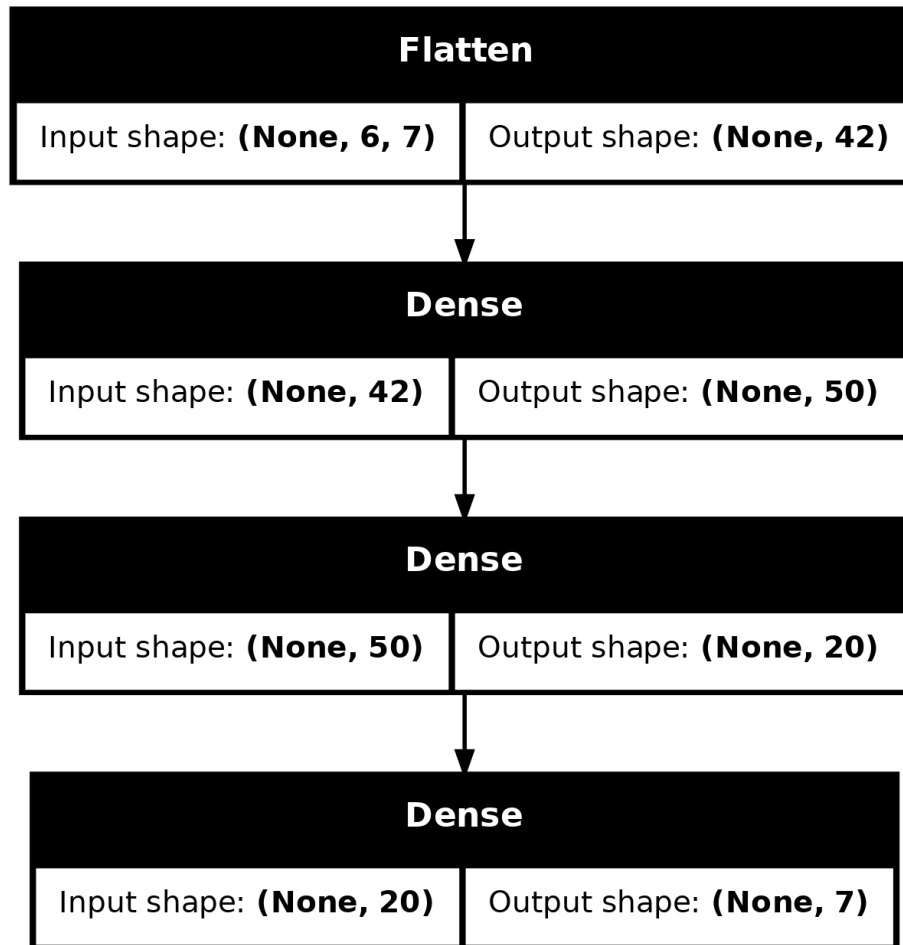 Flatten
Input shape: (None, 6, 7) Output shape: (None, 42)
Dense
Input shape: (None, 42) Output shape: (None, 50)
Dense
Input shape: (None, 50) Output shape: (None, 20)
Dense
Input shape: (None, 20) Output shape: (None, 7)